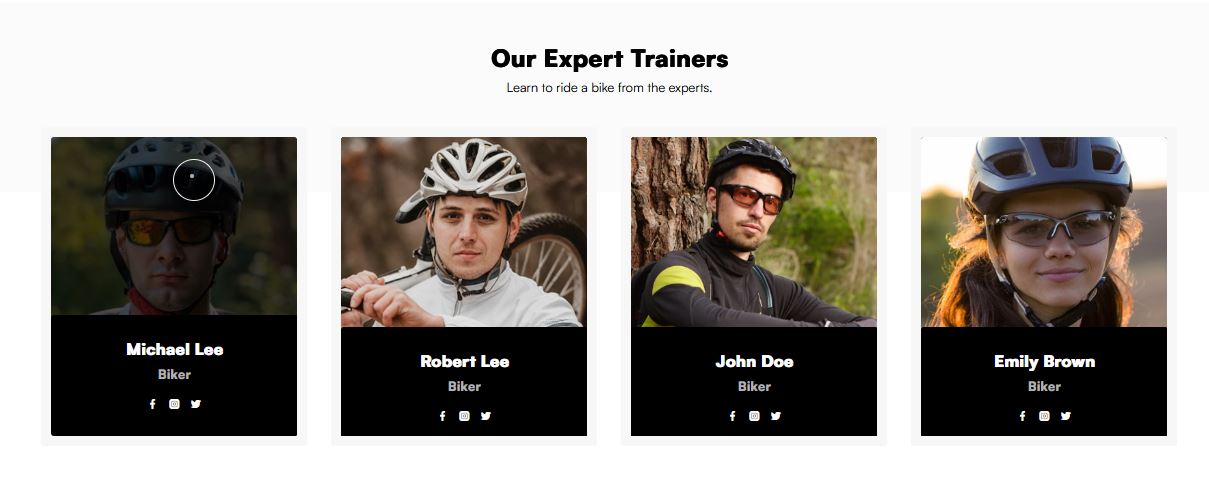 Our Expert Trainers
Learn to ride a bike from the experts.
Michael Lee
Biker
Robert Lee
Biker
John Doe
Biker
Emily Brown
Biker